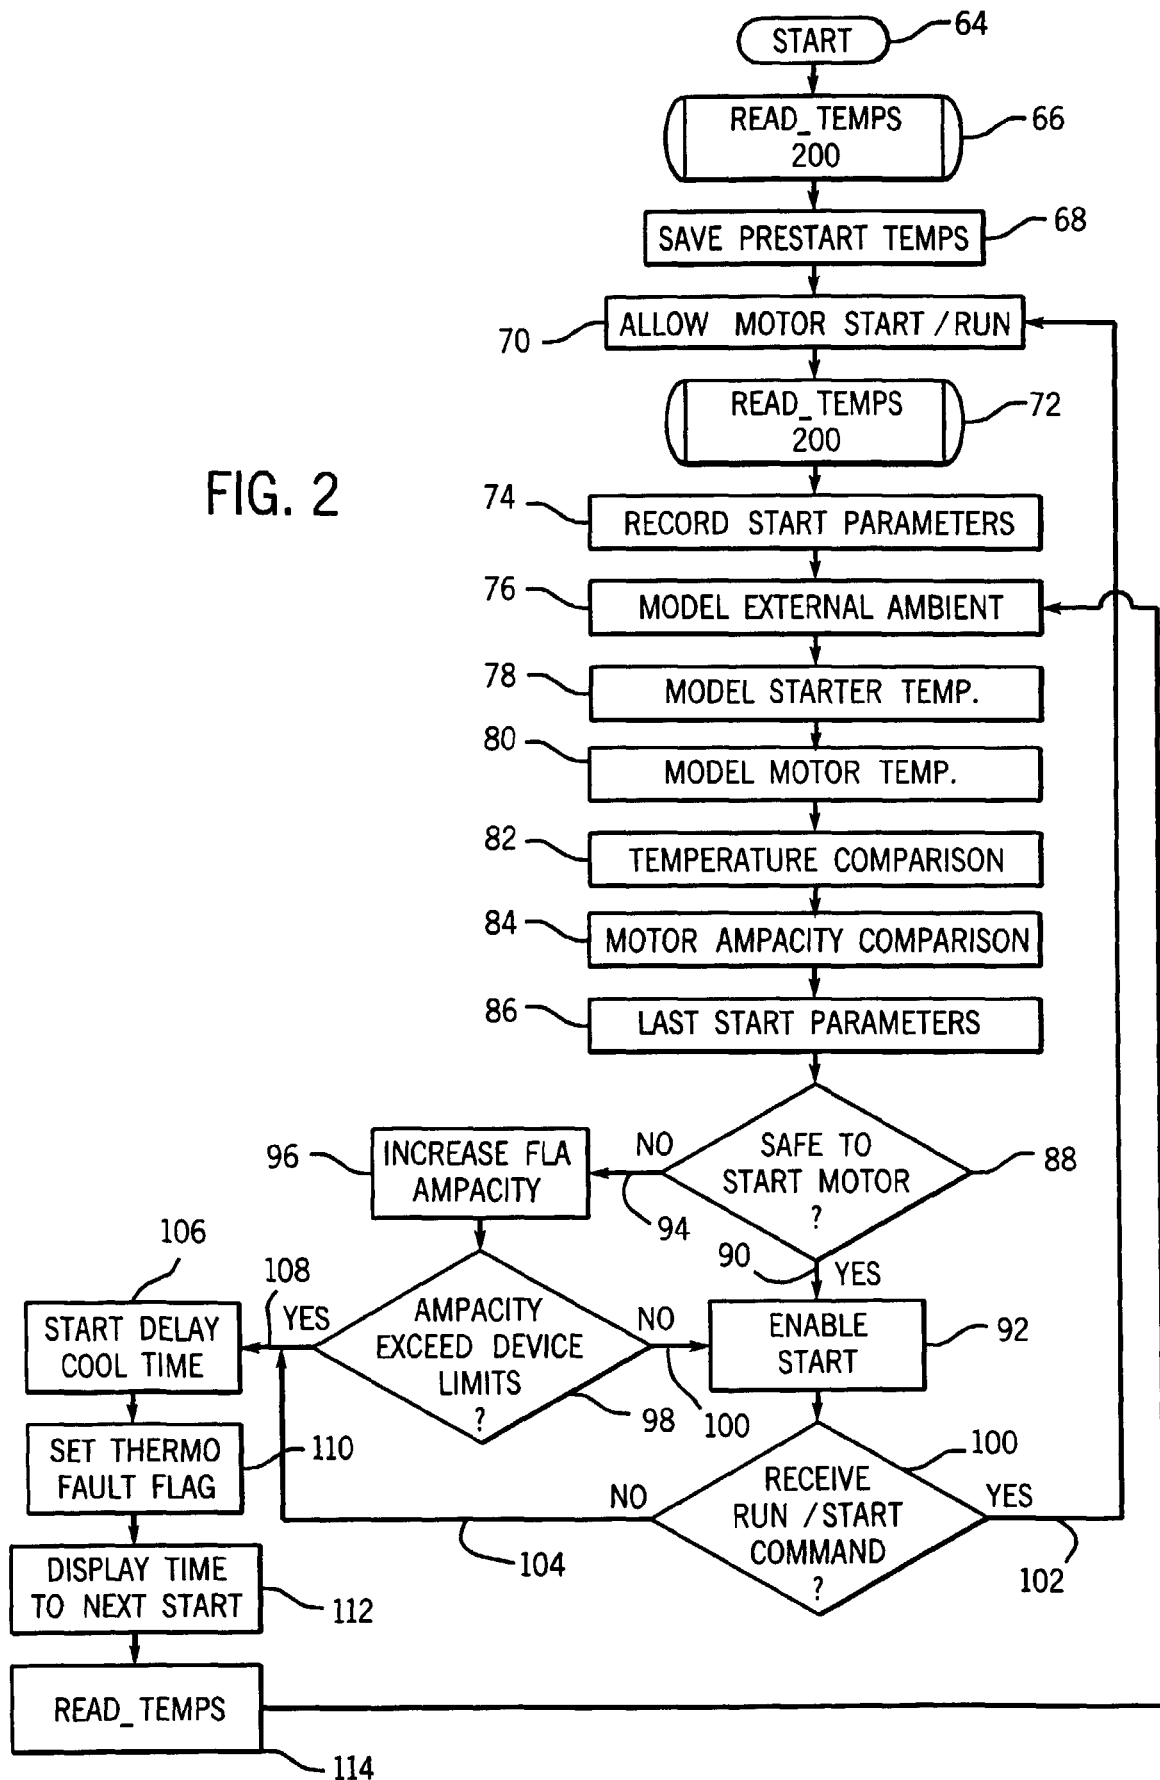 START
64
READ_TEMPS
200
66
SAVE PRESTART TEMPS
68
ALLOW MOTOR START/RUN
70
READ_TEMPS
200
72
FIG. 2
74
RECORD START PARAMETERS
76
MODEL EXTERNAL AMBIENT
78
MODEL STARTER TEMP.
80
MODEL MOTOR TEMP.
82
TEMPERATURE COMPARISON
84
MOTOR AMPACITY COMPARISON
86
LAST START PARAMETERS
SAFE TO
START MOTOR
?
88
NO
94
96
INCREASE FLA
AMPACITY
90
YES
106
108
YES
START DELAY
COOL TIME
AMPACITY
EXCEED DEVICE
LIMITS
?
98
NO
100
ENABLE
START
92
SET THERMO
FAULT FLAG
110
RECEIVE
RUN/START
COMMAND
?
100
NO
104
YES
102
DISPLAY TIME
TO NEXT START
112
READ_TEMPS
114